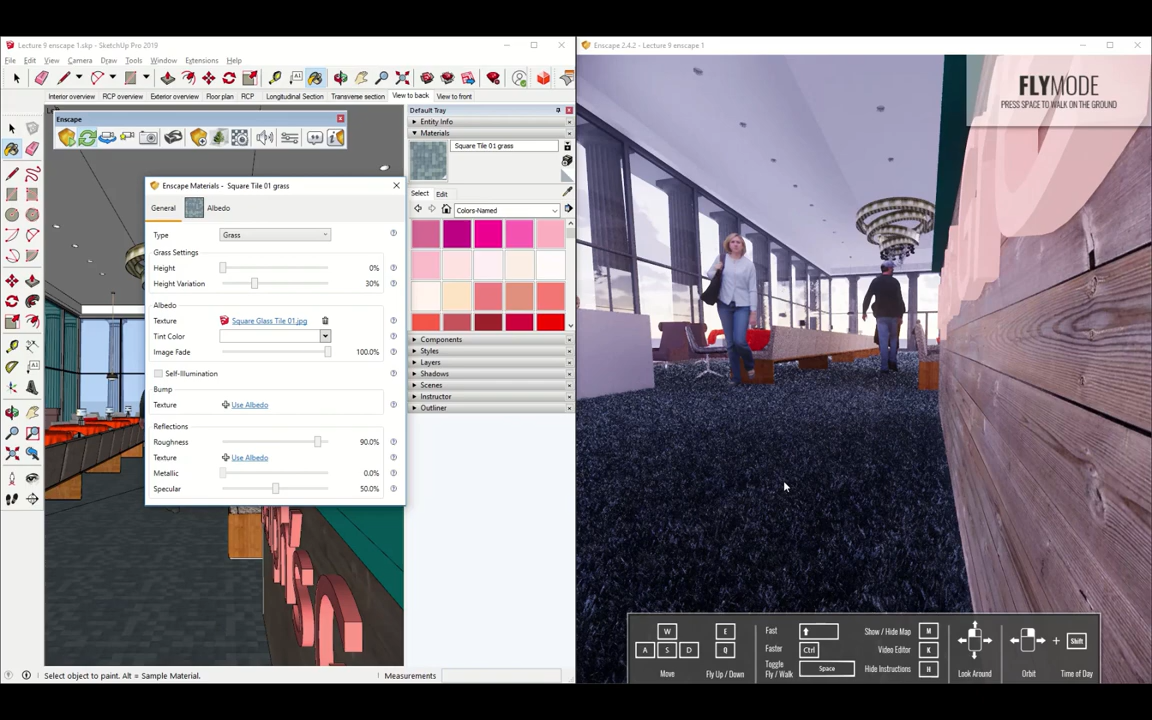 Lecture 9 enscape 1.skp - SketchUp Pro 2019
File Edit View Camera Draw Tools Window Extensions Help
Interior overview RCP overview Exterior overview Floor plan RCP Longitudinal Section Transverse section View to back View to front
Enscape
Enscape Materials - Square Tile 01 grass
General Albedo
Type Grass
Grass Settings
Height 0%
Height Variation 30%
Albedo
Texture Square Glass Tile 01.jpg
Tint Color
Image Fade 100.0%
Self-Illumination
Bump
Texture Use Albedo
Reflections
Roughness 90.0%
Texture Use Albedo
Metallic 0.0%
Specular 50.0%
Default Tray
Entity Info
Materials
Square Tile 01 grass
Select Edit
Colors-Named
Components
Styles
Layers
Shadows
Scenes
Instructor
Outliner
Select object to paint. Alt = Sample Material.
Measurements
Enscape 2.4.2 - Lecture 9 enscape 1
FLYMODE
PRESS SPACE TO WALK ON THE GROUND
W
A S D
Move
E
Q
Fly Up / Down
Fast
Faster Ctrl
Toggle
Fly / Walk Space
Show / Hide Map M
Video Editor K
Hide Instructions H
Look Around
Orbit
+ Shift
Time of Day